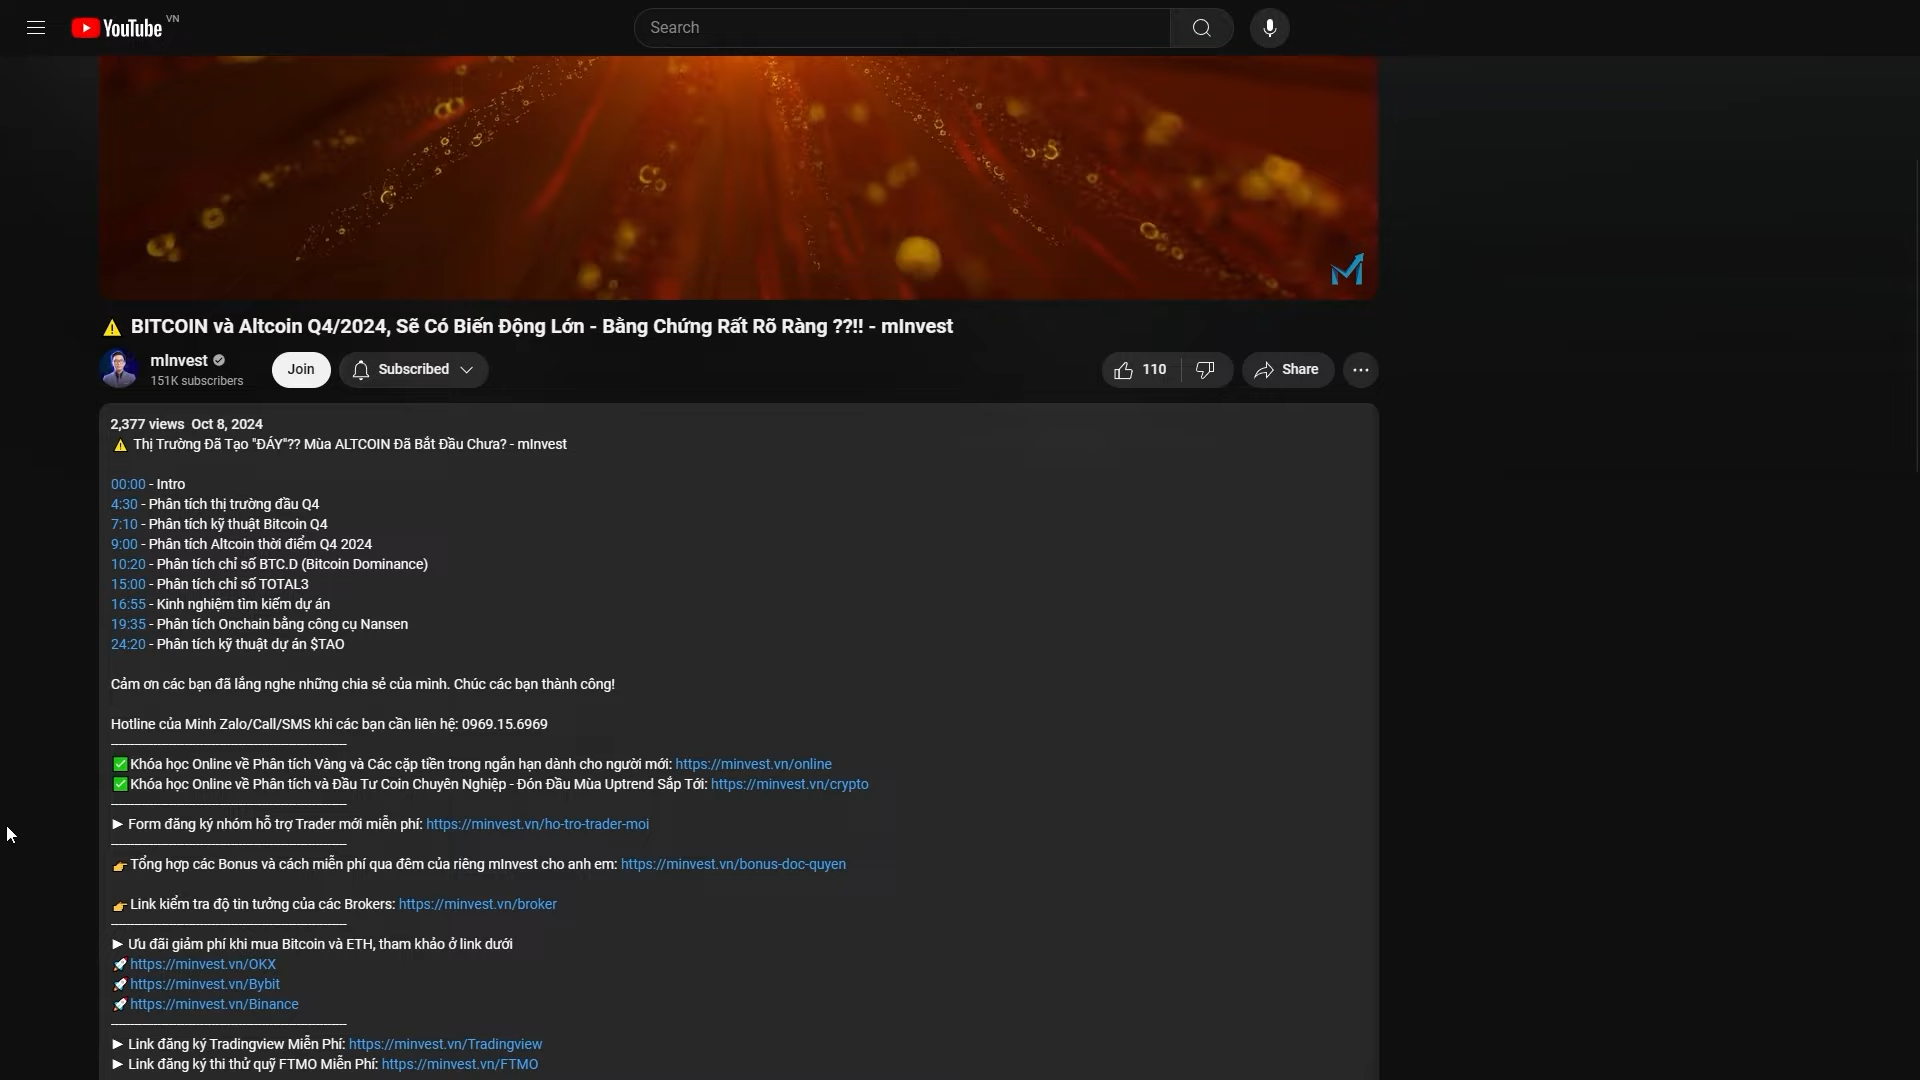 YouTube VN
Search
⚠️ BITCOIN và Altcoin Q4/2024, Sẽ Có Biến Động Lớn - Bằng Chứng Rất Rõ Ràng ??!! - mInvest
mInvest
151K subscribers
Join
Subscribed
110
Share
2,377 views Oct 8, 2024
⚠️ Thị Trường Đã Tạo "ĐÁY"?? Mùa ALTCOIN Đã Bắt Đầu Chưa? - mInvest
00:00 - Intro
4:30 - Phân tích thị trường đầu Q4
7:10 - Phân tích kỹ thuật Bitcoin Q4
9:00 - Phân tích Altcoin thời điểm Q4 2024
10:20 - Phân tích chỉ số BTC.D (Bitcoin Dominance)
15:00 - Phân tích chỉ số TOTAL3
16:55 - Kinh nghiệm tìm kiếm dự án
19:35 - Phân tích Onchain bằng công cụ Nansen
24:20 - Phân tích kỹ thuật dự án $TAO
Cảm ơn các bạn đã lắng nghe những chia sẻ của mình. Chúc các bạn thành công!
Hotline của Minh Zalo/Call/SMS khi các bạn cần liên hệ: 0969.15.6969
✅ Khóa học Online về Phân tích Vàng và Các cặp tiền trong ngắn hạn dành cho người mới: https://minvest.vn/online
✅ Khóa học Online về Phân tích và Đầu Tư Coin Chuyên Nghiệp - Đón Đầu Mùa Uptrend Sắp Tới: https://minvest.vn/crypto
► Form đăng ký nhóm hỗ trợ Trader mới miễn phí: https://minvest.vn/ho-tro-trader-moi
👉 Tổng hợp các Bonus và cách miễn phí qua đêm của riêng mInvest cho anh em: https://minvest.vn/bonus-doc-quyen
👉 Link kiểm tra độ tin tưởng của các Brokers: https://minvest.vn/broker
► Ưu đãi giảm phí khi mua Bitcoin và ETH, tham khảo ở link dưới
🚀 https://minvest.vn/OKX
🚀 https://minvest.vn/Bybit
🚀 https://minvest.vn/Binance
► Link đăng ký Tradingview Miễn Phí: https://minvest.vn/Tradingview
► Link đăng ký thi thử quỹ FTMO Miễn Phí: https://minvest.vn/FTMO